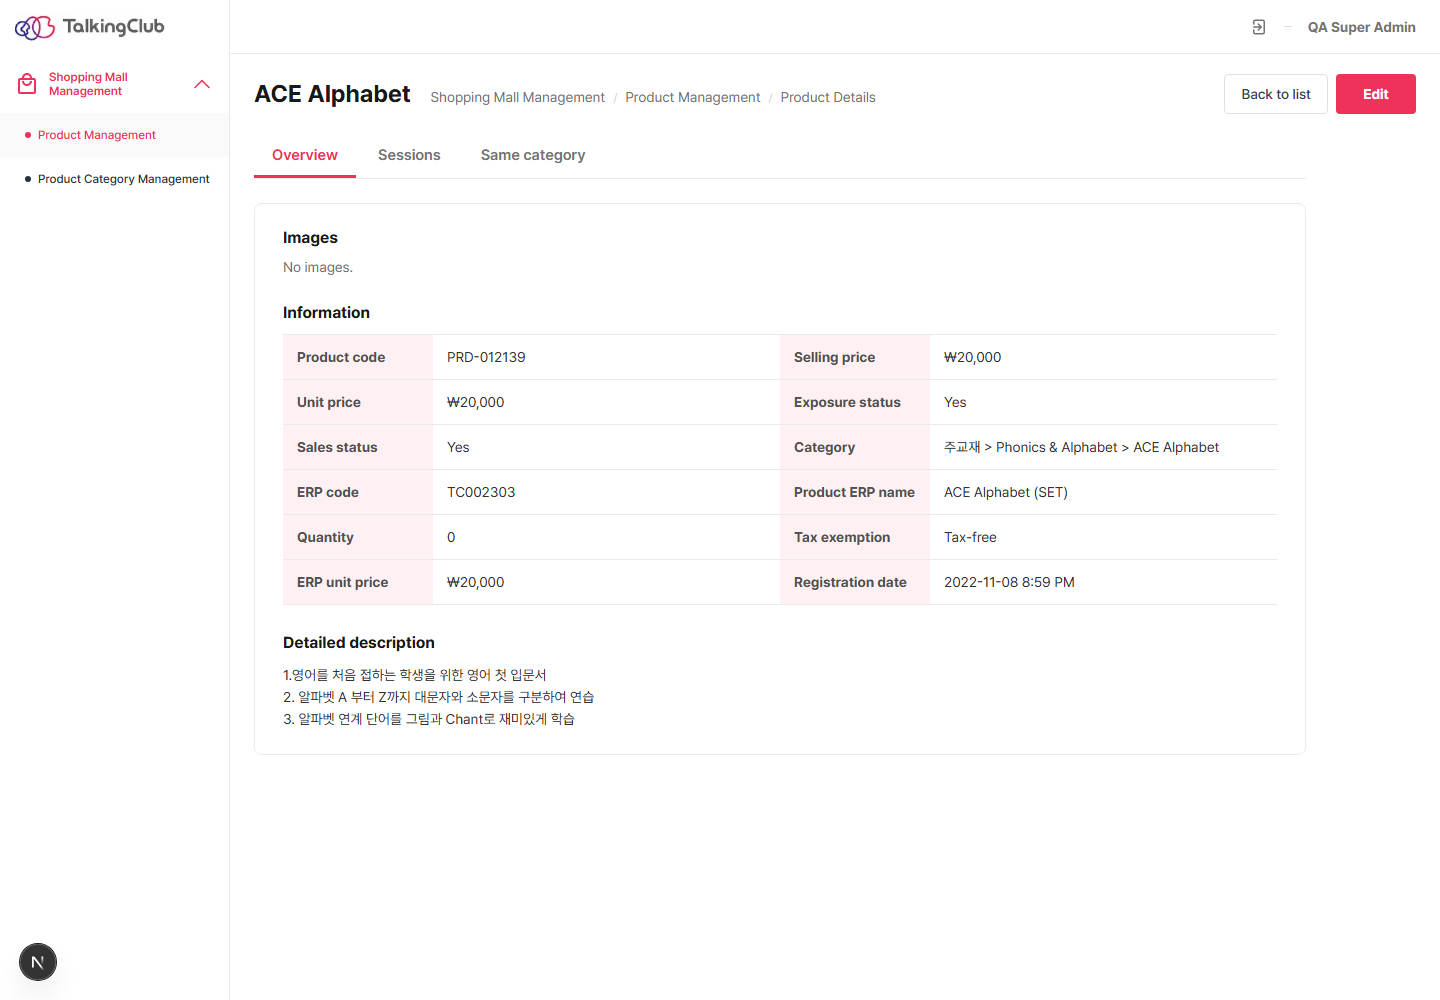 TalkingClub
QA Super Admin
Shopping Mall
Management
Product Management
Product Category Management
ACE Alphabet
Shopping Mall Management / Product Management / Product Details
Back to list
Edit
Overview
Sessions
Same category
Images
No images.
Information
Product code PRD-012139 Selling price ₩20,000
Unit price ₩20,000 Exposure status Yes
Sales status Yes Category 주교재 > Phonics & Alphabet > ACE Alphabet
ERP code TC002303 Product ERP name ACE Alphabet (SET)
Quantity 0 Tax exemption Tax-free
ERP unit price ₩20,000 Registration date 2022-11-08 8:59 PM
Detailed description
1.영어를 처음 접하는 학생을 위한 영어 첫 입문서
2. 알파벳 A 부터 Z까지 대문자와 소문자를 구분하여 연습
3. 알파벳 연계 단어를 그림과 Chant로 재미있게 학습
N